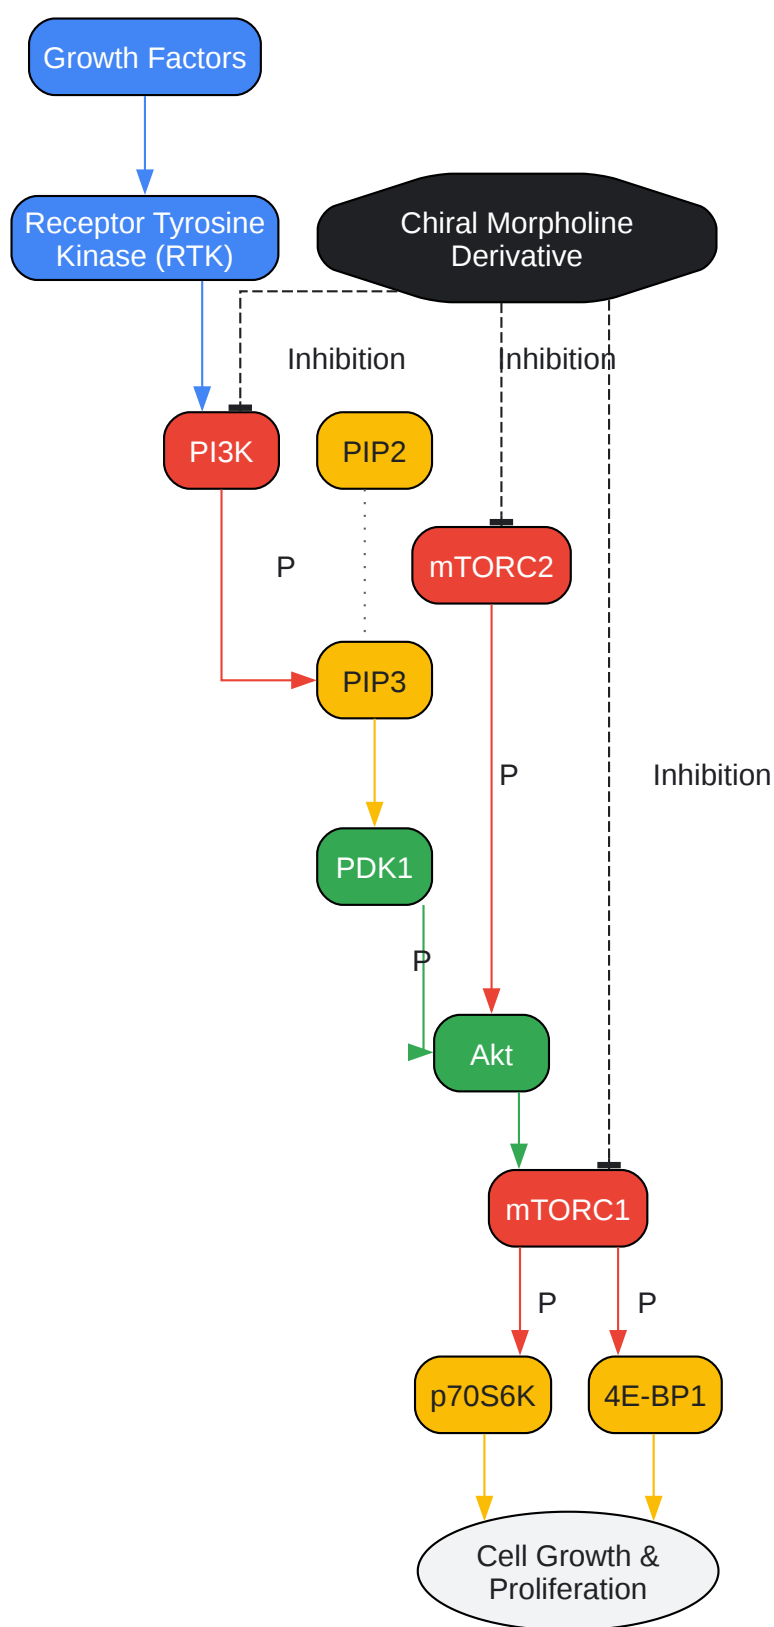 Growth Factors
Receptor Tyrosine
Kinase (RTK)
Chiral Morpholine
Derivative
Inhibition
Inhibition
PI3K
PIP2
P
mTORC2
PIP3
P
Inhibition
PDK1
P
Akt
mTORC1
P
P
p70S6K
4E-BP1
Cell Growth &
Proliferation